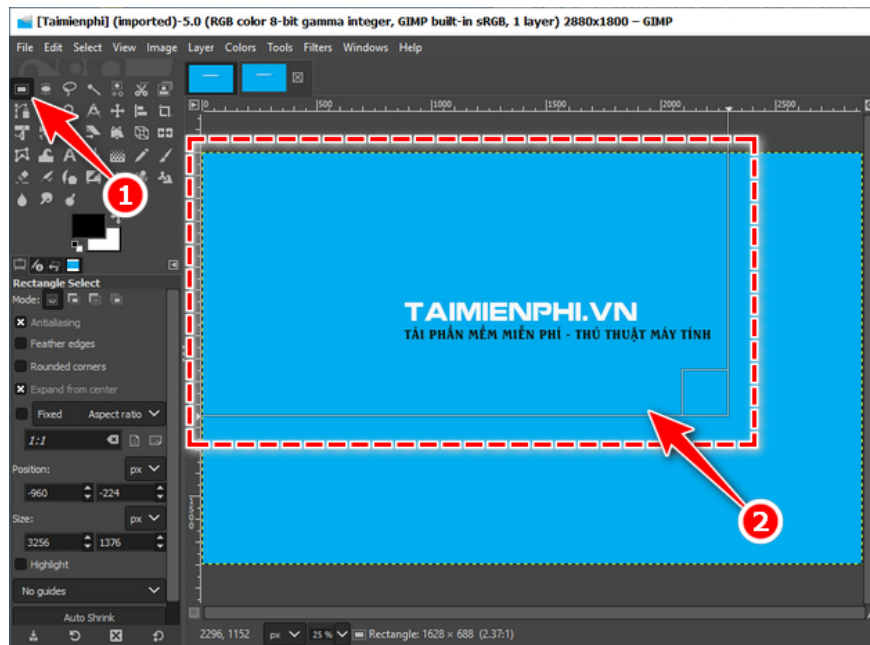 [Taimienphi] (imported)-5.0 (RGB color 8-bit gamma integer, GIMP built-in sRGB, 1 layer) 2880x1800 – GIMP
File Edit Select View Image Layer Colors Tools Filters Windows Help
0 500 1000 1500 2000 2500
1
TAIMIENPHI.VN
TẢI PHẦN MỀM MIỄN PHÍ - THỦ THUẬT MÁY TÍNH
Rectangle Select
Mode:
Antialiasing
Feather edges
Rounded corners
Expand from center
Fixed Aspect ratio
1:1
Position: px
-960 -224
Size: px
3256 1376
Highlight
No guides
Auto Shrink
2
2296, 1152 px 25 % Rectangle: 1628 × 688 (2.37:1)